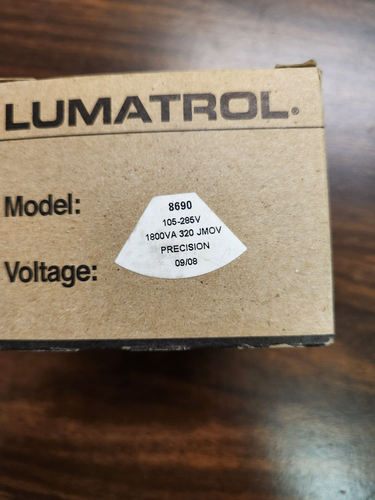 LUMATROL®
Model:
8690
105-285V
1800VA 320 JMOV
PRECISION
09/08
Voltage: